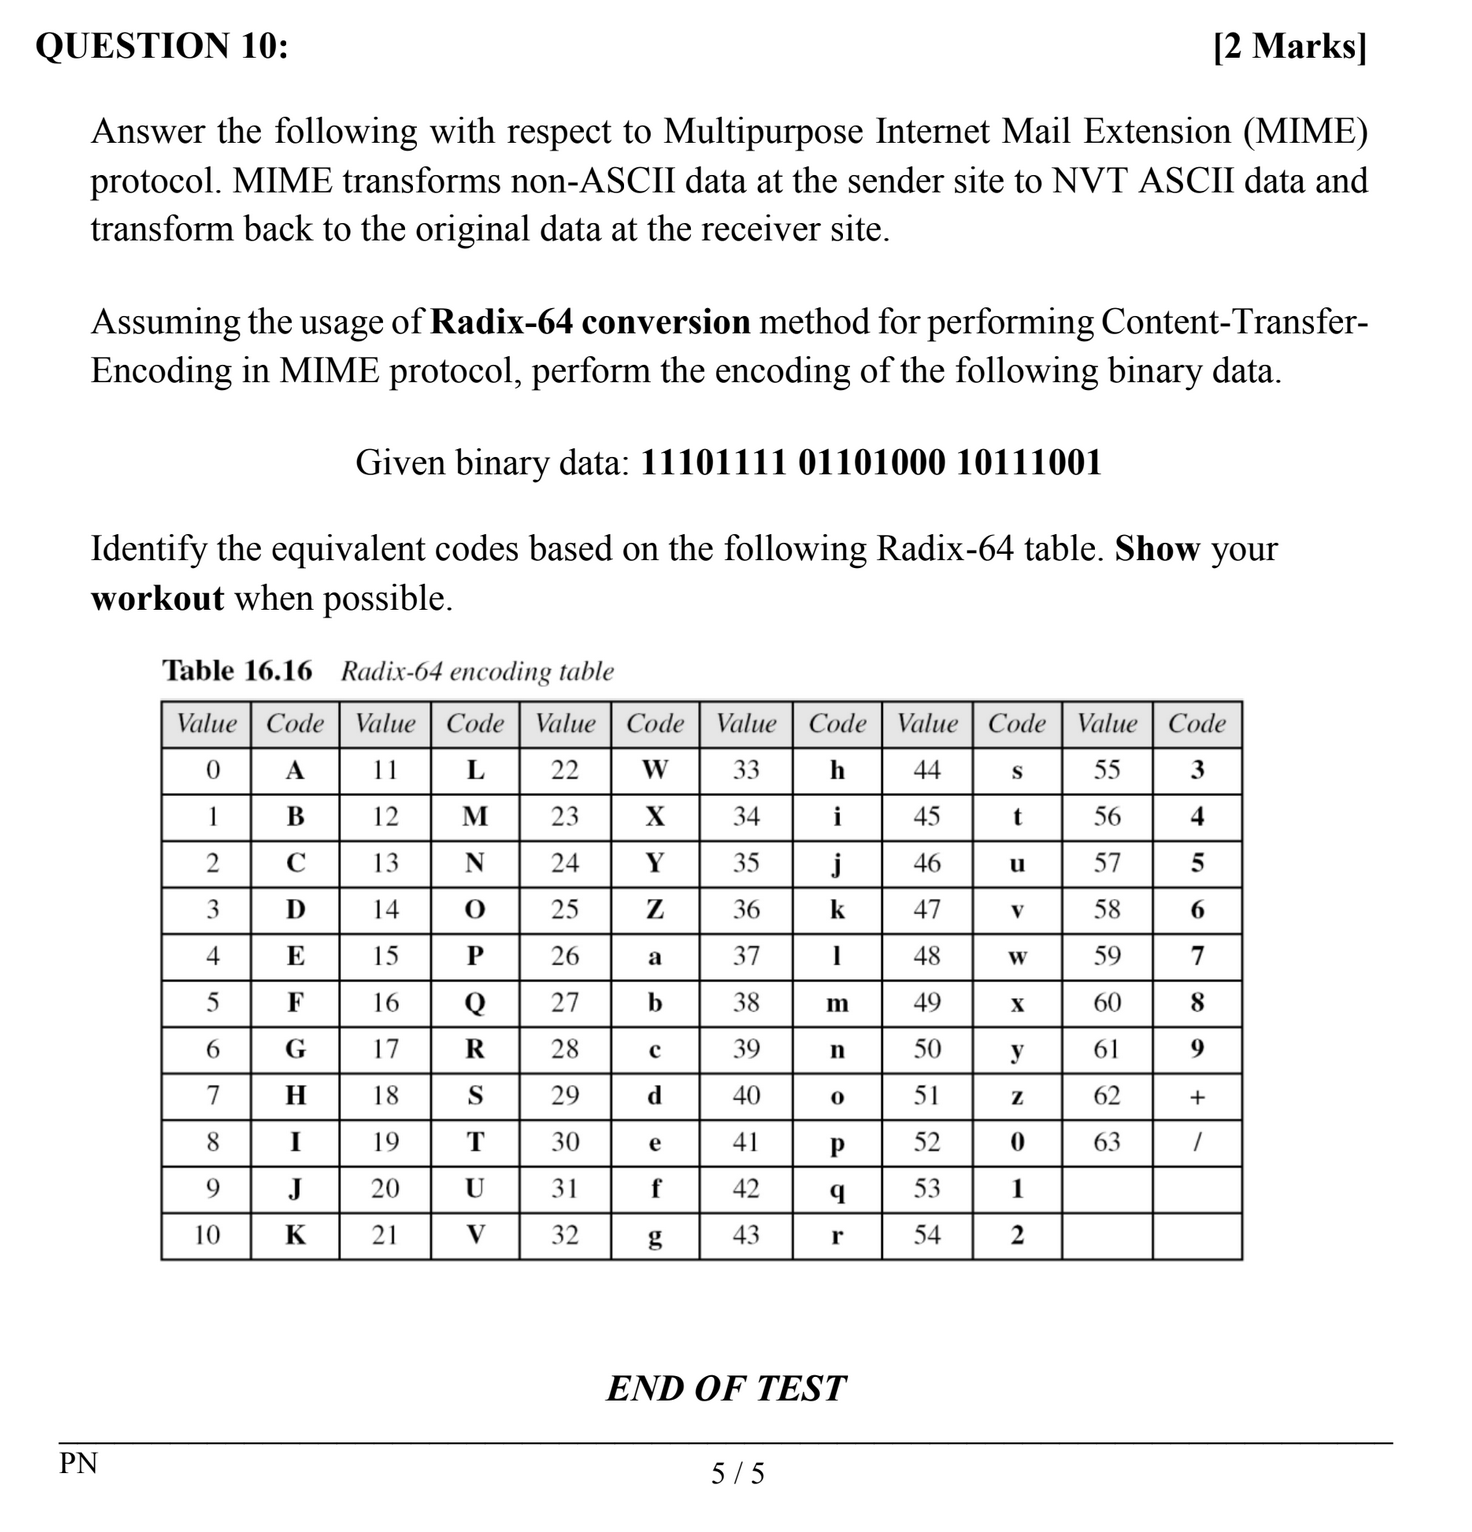 QUESTION 10: [2 Marks]
Answer the following with respect to Multipurpose Internet Mail Extension (MIME)
protocol. MIME transforms non-ASCII data at the sender site to NVT ASCII data and
transform back to the original data at the receiver site.
Assuming the usage of Radix-64 conversion method for performing Content-Transfer-
Encoding in MIME protocol, perform the encoding of the following binary data.
Given binary data: 11101111 01101000 10111001
Identify the equivalent codes based on the following Radix-64 table. Show your
workout when possible.
Table 16.16 Radix-64 encoding table
Value Code Value Code Value Code Value Code Value Code Value Code
0 A 11 L 22 W 33 h 44 s 55 3
1 B 12 M 23 X 34 i 45 t 56 4
2 C 13 N 24 Y 35 j 46 u 57 5
3 D 14 O 25 Z 36 k 47 v 58 6
4 E 15 P 26 a 37 l 48 w 59 7
5 F 16 Q 27 b 38 m 49 x 60 8
6 G 17 R 28 c 39 n 50 y 61 9
7 H 18 S 29 d 40 o 51 z 62 +
8 I 19 T 30 e 41 p 52 0 63 /
9 J 20 U 31 f 42 q 53 1
10 K 21 V 32 g 43 r 54 2
END OF TEST
PN
5 / 5